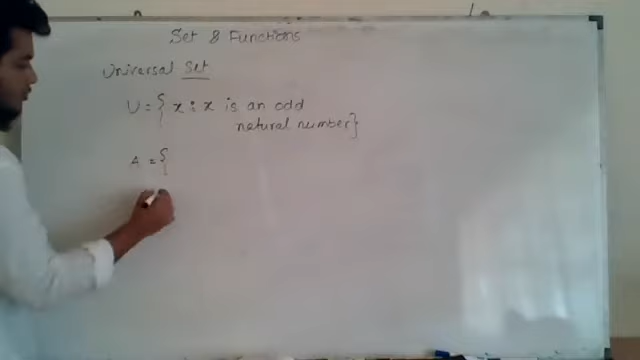 Set & Functions
Universal Set
U = { x : x is an odd
natural number}
A = {